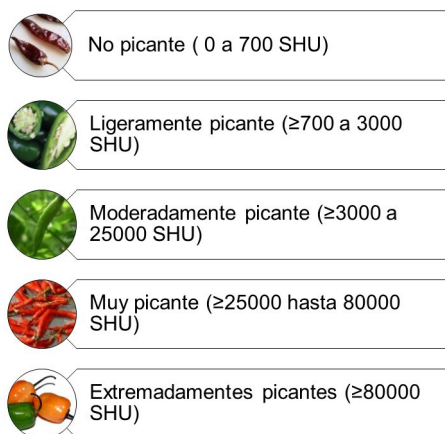 No picante ( 0 a 700 SHU)
Ligeramente picante (≥700 a 3000
SHU)
Moderadamente picante (≥3000 a
25000 SHU)
Muy picante (≥25000 hasta 80000
SHU)
Extremadamentes picantes (≥80000
SHU)